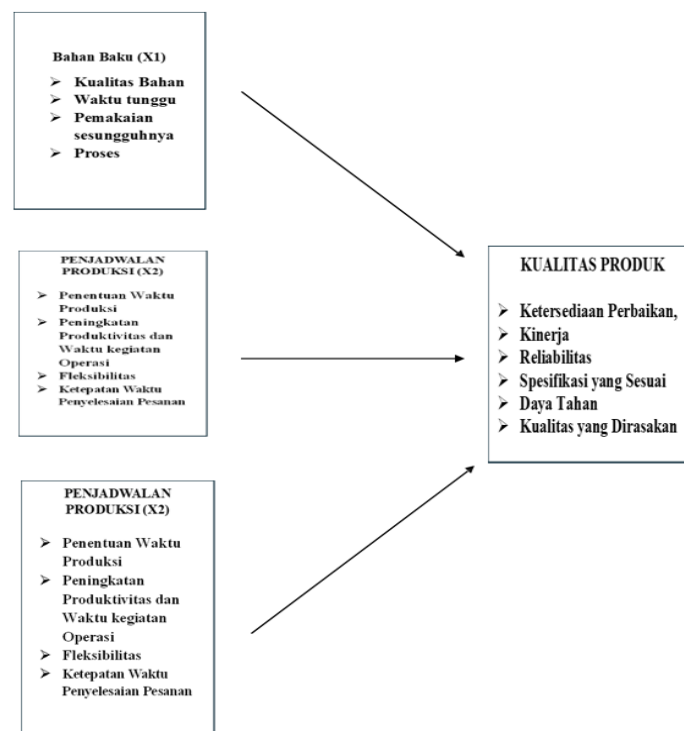 Bahan Baku (X1)
➢ Kualitas Bahan
➢ Waktu tunggu
➢ Pemakaian
sesungguhnya
➢ Proses
PENJADWALAN
PRODUKSI (X2)
➢ Penentuan Waktu
Produksi
➢ Peningkatan
Produktivitas dan
Waktu kegiatan
Operasi
➢ Fleksibilitas
➢ Ketepatan Waktu
Penyelesaian Pesanan
PENJADWALAN
PRODUKSI (X2)
➢ Penentuan Waktu
Produksi
➢ Peningkatan
Produktivitas dan
Waktu kegiatan
Operasi
➢ Fleksibilitas
➢ Ketepatan Waktu
Penyelesaian Pesanan
KUALITAS PRODUK
➢ Ketersediaan Perbaikan,
➢ Kinerja
➢ Reliabilitas
➢ Spesifikasi yang Sesuai
➢ Daya Tahan
➢ Kualitas yang Dirasakan